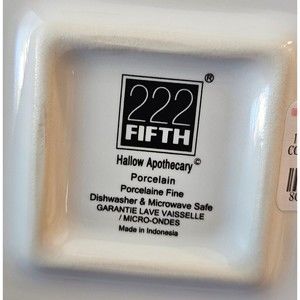 222
®
FIFTH
Hallow Apothecary©
Porcelain
Porcelaine Fine
Dishwasher & Microwave Safe
GARANTIE LAVE VAISSELLE
/ MICRO-ONDES
Made in Indonesia